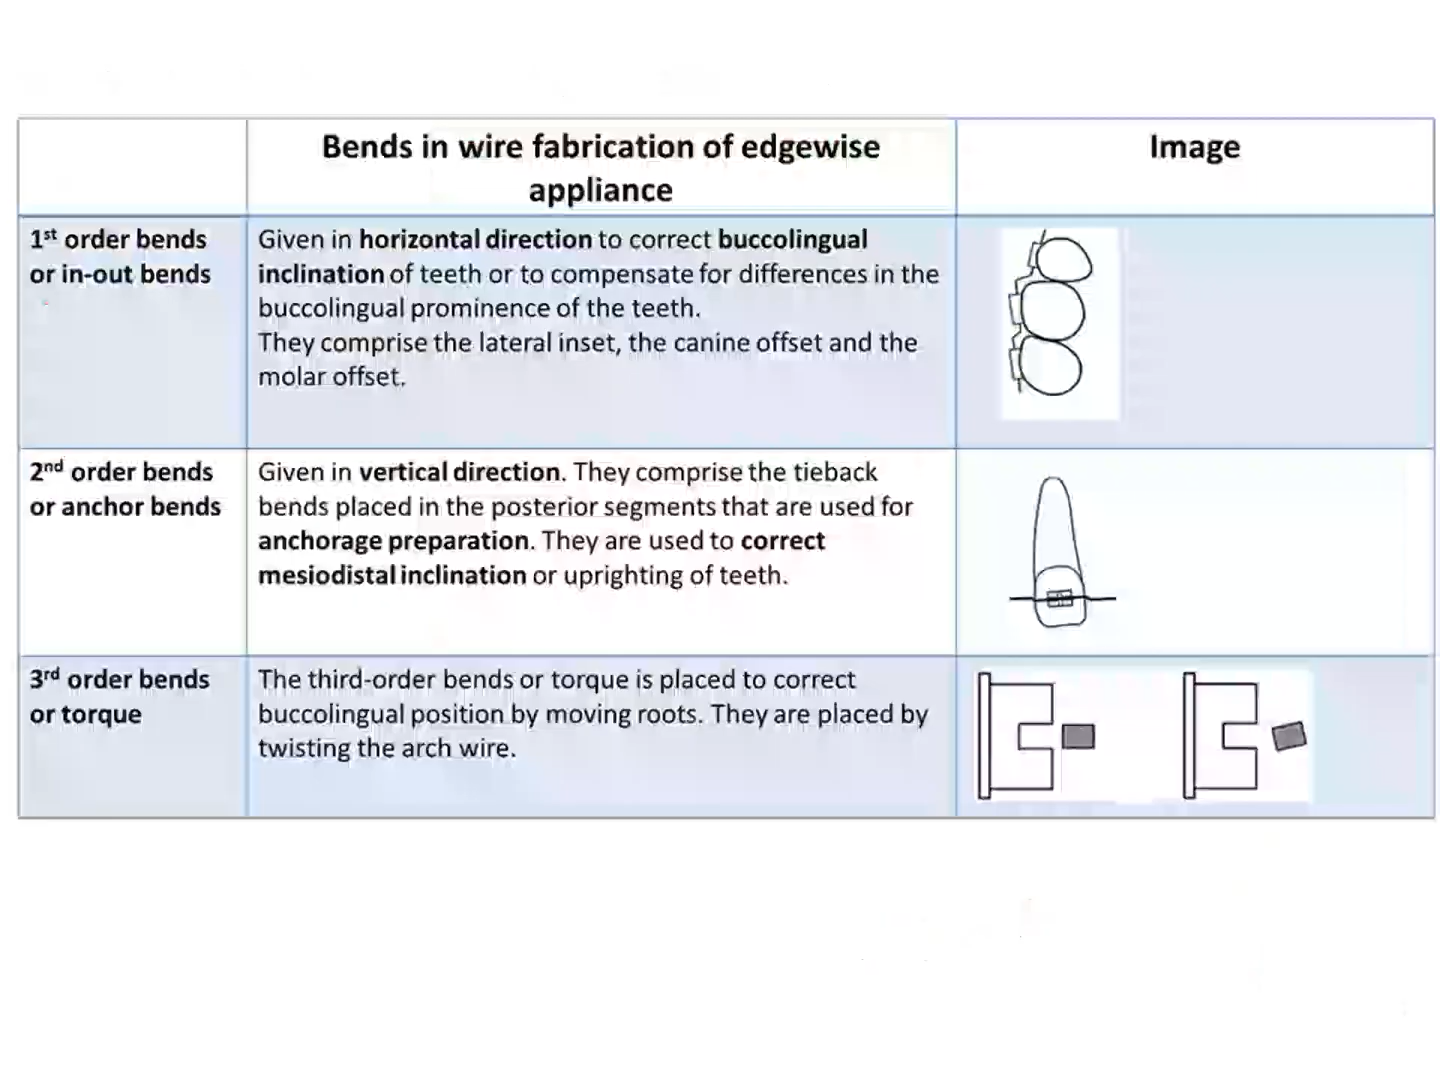 Bends in wire fabrication of edgewise
appliance
Image
1st order bends
or in-out bends
Given in horizontal direction to correct buccolingual
inclination of teeth or to compensate for differences in the
buccolingual prominence of the teeth.
They comprise the lateral inset, the canine offset and the
molar offset.
2nd order bends
or anchor bends
Given in vertical direction. They comprise the tieback
bends placed in the posterior segments that are used for
anchorage preparation. They are used to correct
mesiodistal inclination or uprighting of teeth.
3rd order bends
or torque
The third-order bends or torque is placed to correct
buccolingual position by moving roots. They are placed by
twisting the arch wire.